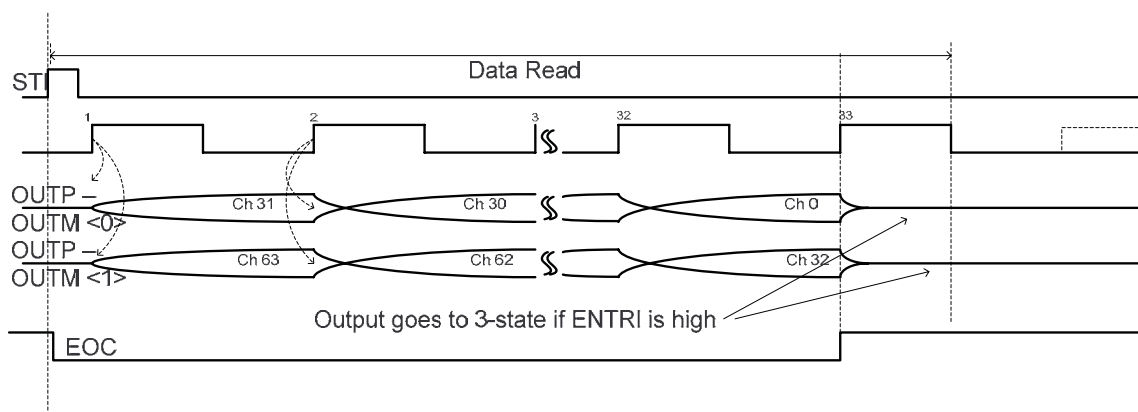 Data Read
STI
1 2 3 32 33
OUTP –
OUTM <0>
Ch 31 Ch 30 Ch 0
OUTP –
OUTM <1>
Ch 63 Ch 62 Ch 32
Output goes to 3-state if ENTRI is high
EOC